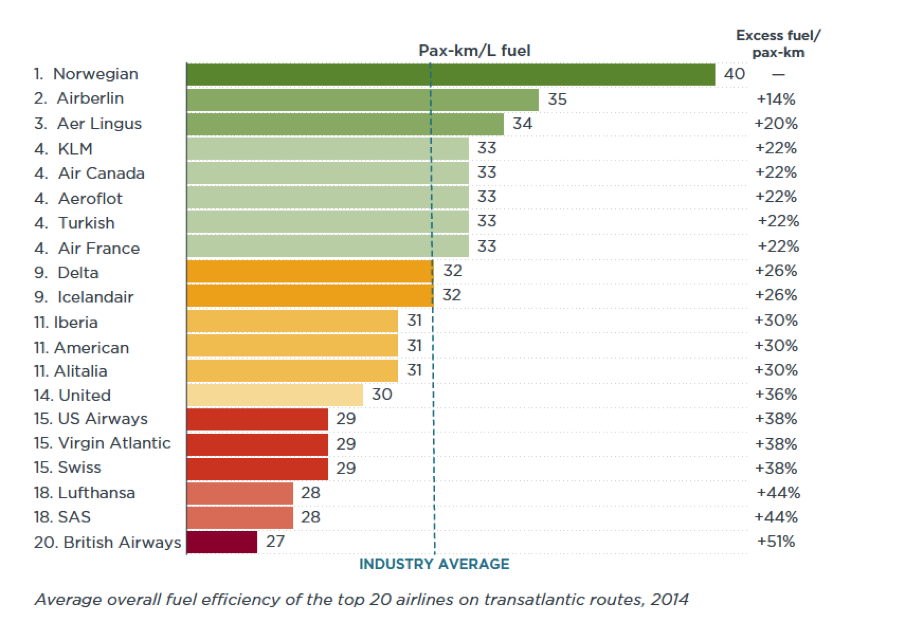 Excess fuel/
Pax-km/L fuel pax-km
1. Norwegian 40 —
2. Airberlin 35 +14%
3. Aer Lingus 34 +20%
4. KLM 33 +22%
4. Air Canada 33 +22%
4. Aeroflot 33 +22%
4. Turkish 33 +22%
4. Air France 33 +22%
9. Delta 32 +26%
9. Icelandair 32 +26%
11. Iberia 31 +30%
11. American 31 +30%
11. Alitalia 31 +30%
14. United 30 +36%
15. US Airways 29 +38%
15. Virgin Atlantic 29 +38%
15. Swiss 29 +38%
18. Lufthansa 28 +44%
18. SAS 28 +44%
20. British Airways 27 +51%
INDUSTRY AVERAGE
Average overall fuel efficiency of the top 20 airlines on transatlantic routes, 2014